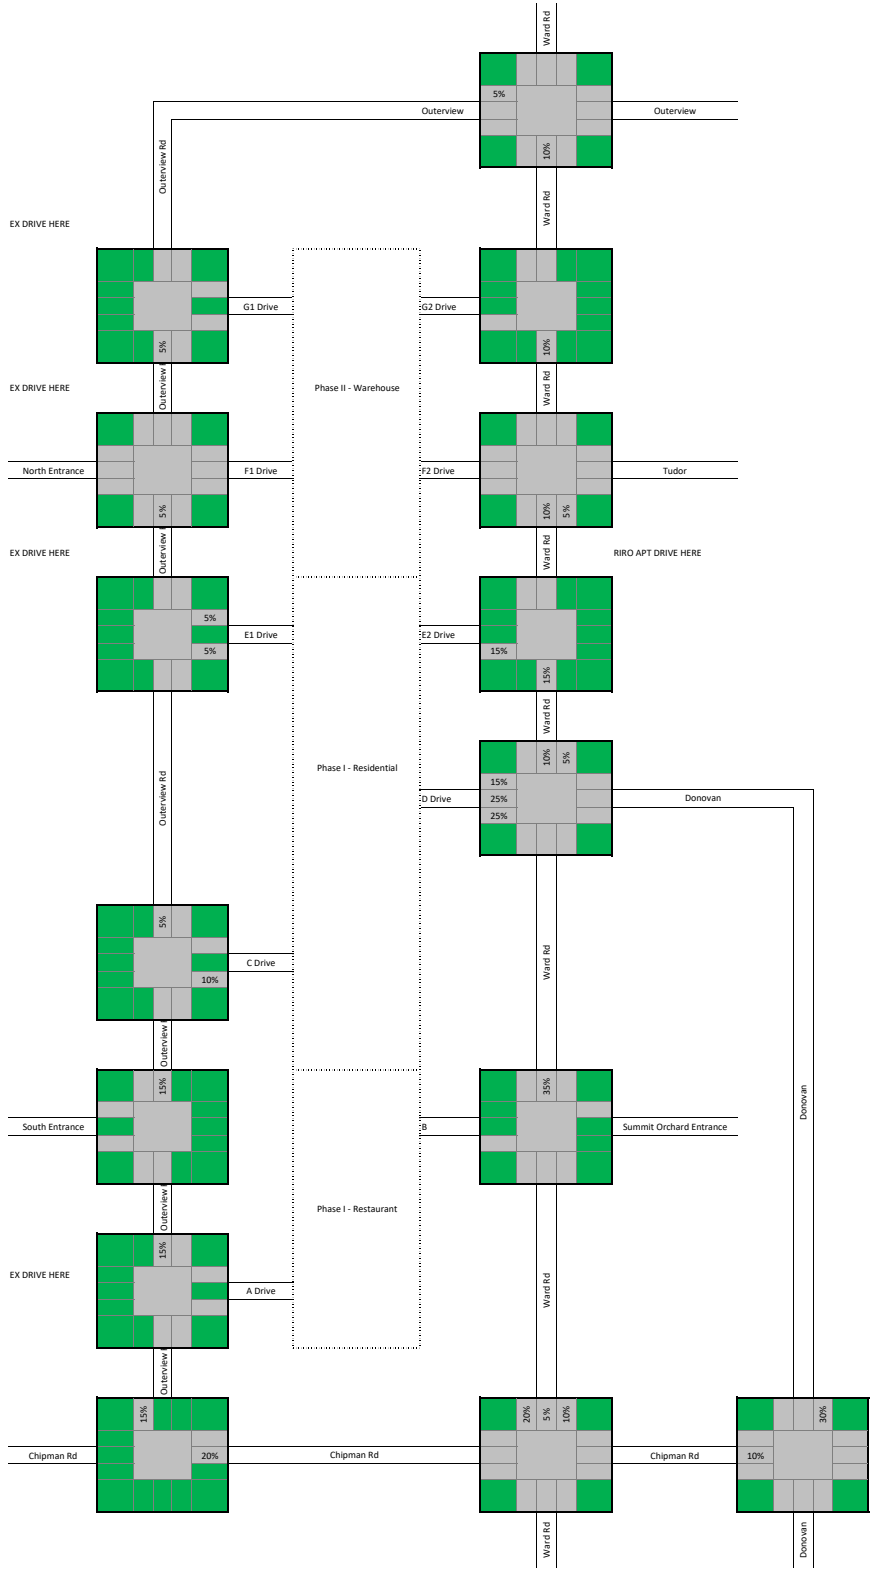 Ward Rd
5%
Outerview
Outerview
10%
Outerview Rd
Ward Rd
EX DRIVE HERE
G1 Drive
G2 Drive
5%
10%
Outerview
Ward Rd
EX DRIVE HERE
Phase II - Warehouse
North Entrance
F1 Drive
F2 Drive
Tudor
5%
10%
5%
Outerview
Ward Rd
EX DRIVE HERE
RIRO APT DRIVE HERE
5%
E1 Drive
E2 Drive
5%
15%
15%
Ward Rd
Outerview Rd
Phase I - Residential
10%
5%
15%
25%
25%
D Drive
Donovan
5%
C Drive
10%
Ward Rd
Outerview
15%
35%
South Entrance
B
Summit Orchard Entrance
Donovan
Outerview
Phase I - Restaurant
15%
EX DRIVE HERE
A Drive
Ward Rd
Outerview
15%
20%
5%
10%
30%
Chipman Rd
20%
Chipman Rd
Chipman Rd
10%
Ward Rd
Donovan